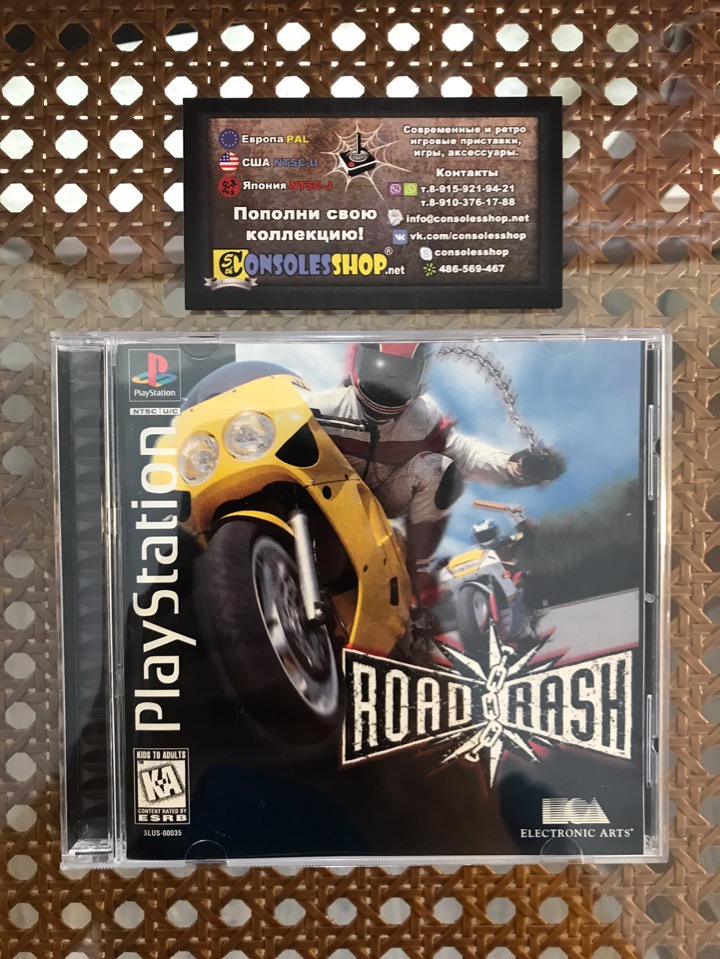 Европа PAL
США NTSC-U
Япония NTSC-J
Пополни свою
коллекцию!
5th
CONSOLESSHOP.net
®
Современные и ретро
игровые приставки,
игры, аксессуары.
Контакты
т.8-915-921-94-21
т.8-910-376-17-88
info@consolesshop.net
vk.com/consolesshop
consolesshop
486-569-467
PlayStation
NTSC U/C
PlayStation
ROAD RASH
KIDS TO ADULTS
K-A
CONTENT RATED BY
ESRB
SLUS-00035
EA
ELECTRONIC ARTS®